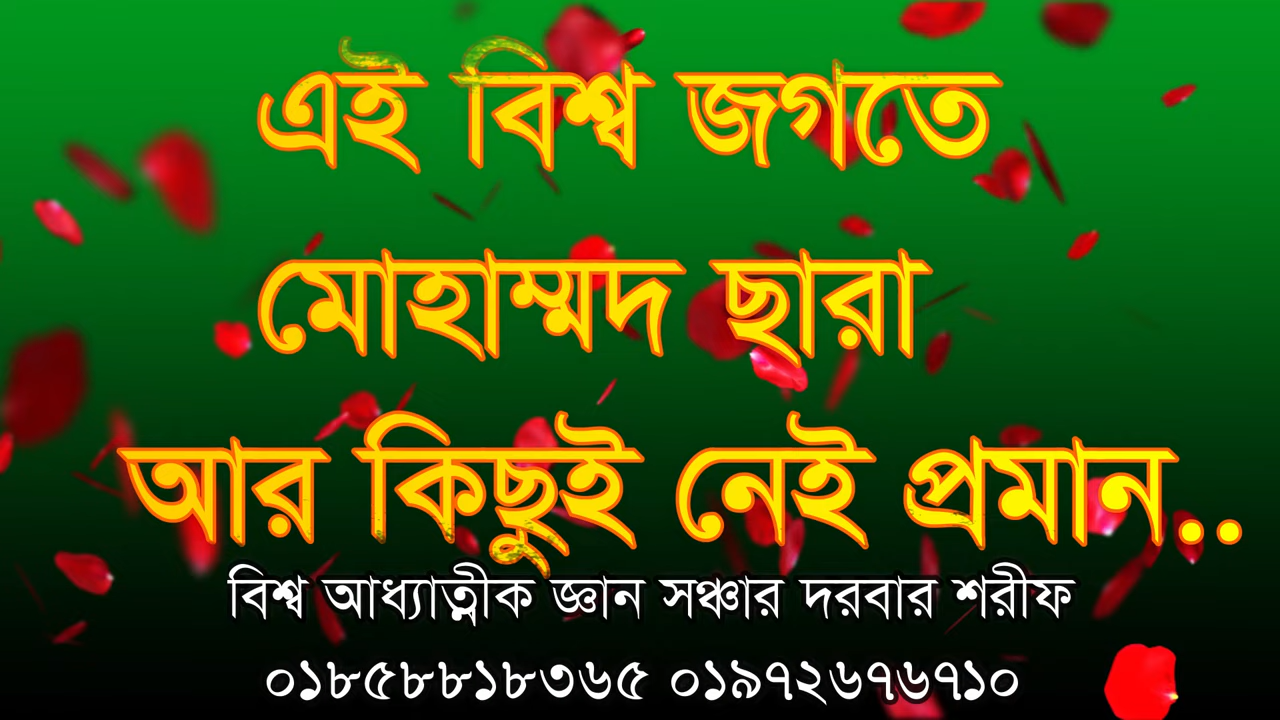 এই বিশ্ব জগতে
মোহাম্মদ ছারা
আর কিছুই নেই প্রমান..
বিশ্ব আধ্যাত্নীক জ্ঞান সঞ্চার দরবার শরীফ
০১৮৫৮৮১৮৩৬৫ ০১৯৭২৬৭৬৭১০